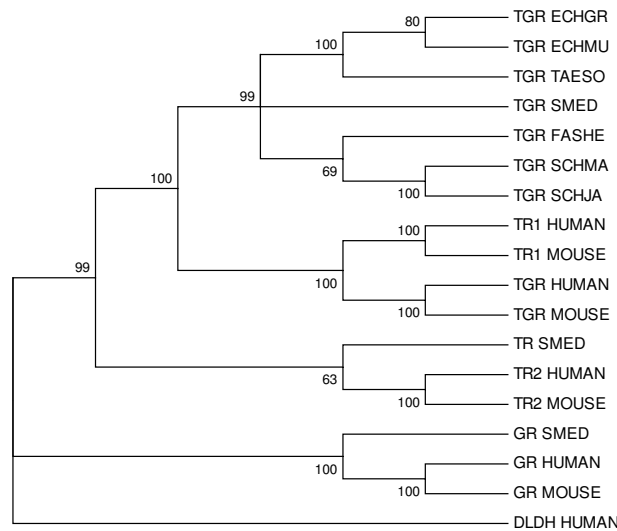 80
TGR ECHGR
100
TGR ECHMU
TGR TAESO
99
TGR SMED
TGR FASHE
69
TGR SCHMA
100
TGR SCHJA
100
100
TR1 HUMAN
TR1 MOUSE
100
TGR HUMAN
100
TGR MOUSE
99
TR SMED
63
TR2 HUMAN
100
TR2 MOUSE
GR SMED
100
GR HUMAN
100
GR MOUSE
DLDH HUMAN